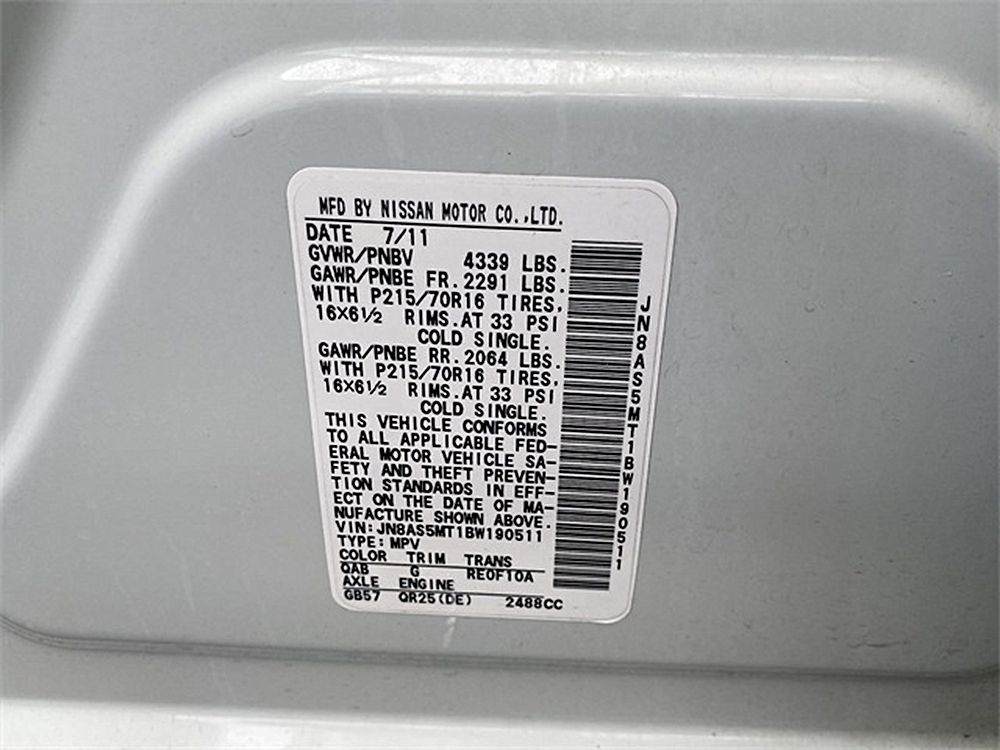 MFD BY NISSAN MOTOR CO.,LTD.
DATE 7/11
GVWR/PNBV 4339 LBS.
GAWR/PNBE FR.2291 LBS.
WITH P215/70R16 TIRES,
16X6½ RIMS.AT 33 PSI
COLD SINGLE.
GAWR/PNBE RR.2064 LBS.
WITH P215/70R16 TIRES,
16X6½ RIMS.AT 33 PSI
COLD SINGLE.
THIS VEHICLE CONFORMS
TO ALL APPLICABLE FED-
ERAL MOTOR VEHICLE SA-
FETY AND THEFT PREVEN-
TION STANDARDS IN EFF-
ECT ON THE DATE OF MA-
NUFACTURE SHOWN ABOVE.
VIN:JN8AS5MT1BW190511
TYPE:MPV
COLOR TRIM TRANS
QAB G RE0F10A
AXLE ENGINE
GB57 QR25(DE) 2488CC
JN8AS5MT1BW190511